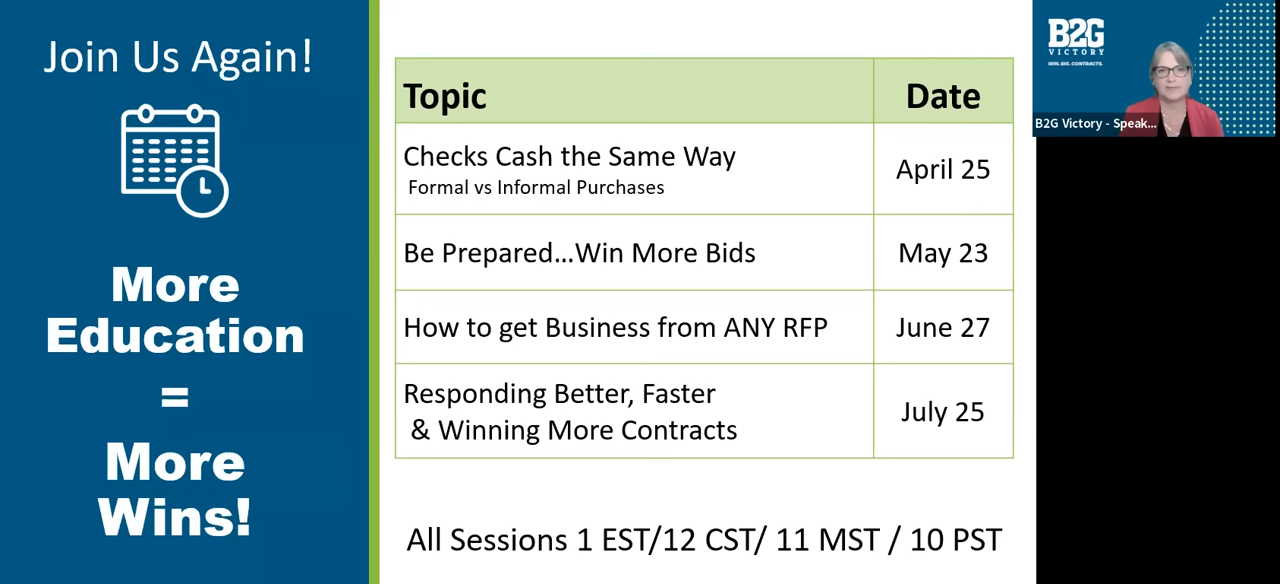 Join Us Again!
More
Education
=
More
Wins!
Topic
Date
Checks Cash the Same Way
Formal vs Informal Purchases
April 25
Be Prepared...Win More Bids
May 23
How to get Business from ANY RFP
June 27
Responding Better, Faster
& Winning More Contracts
July 25
All Sessions 1 EST/12 CST/ 11 MST / 10 PST
B2G
VICTORY
WIN. BIG. CONTRACTS.
B2G Victory - Speak...